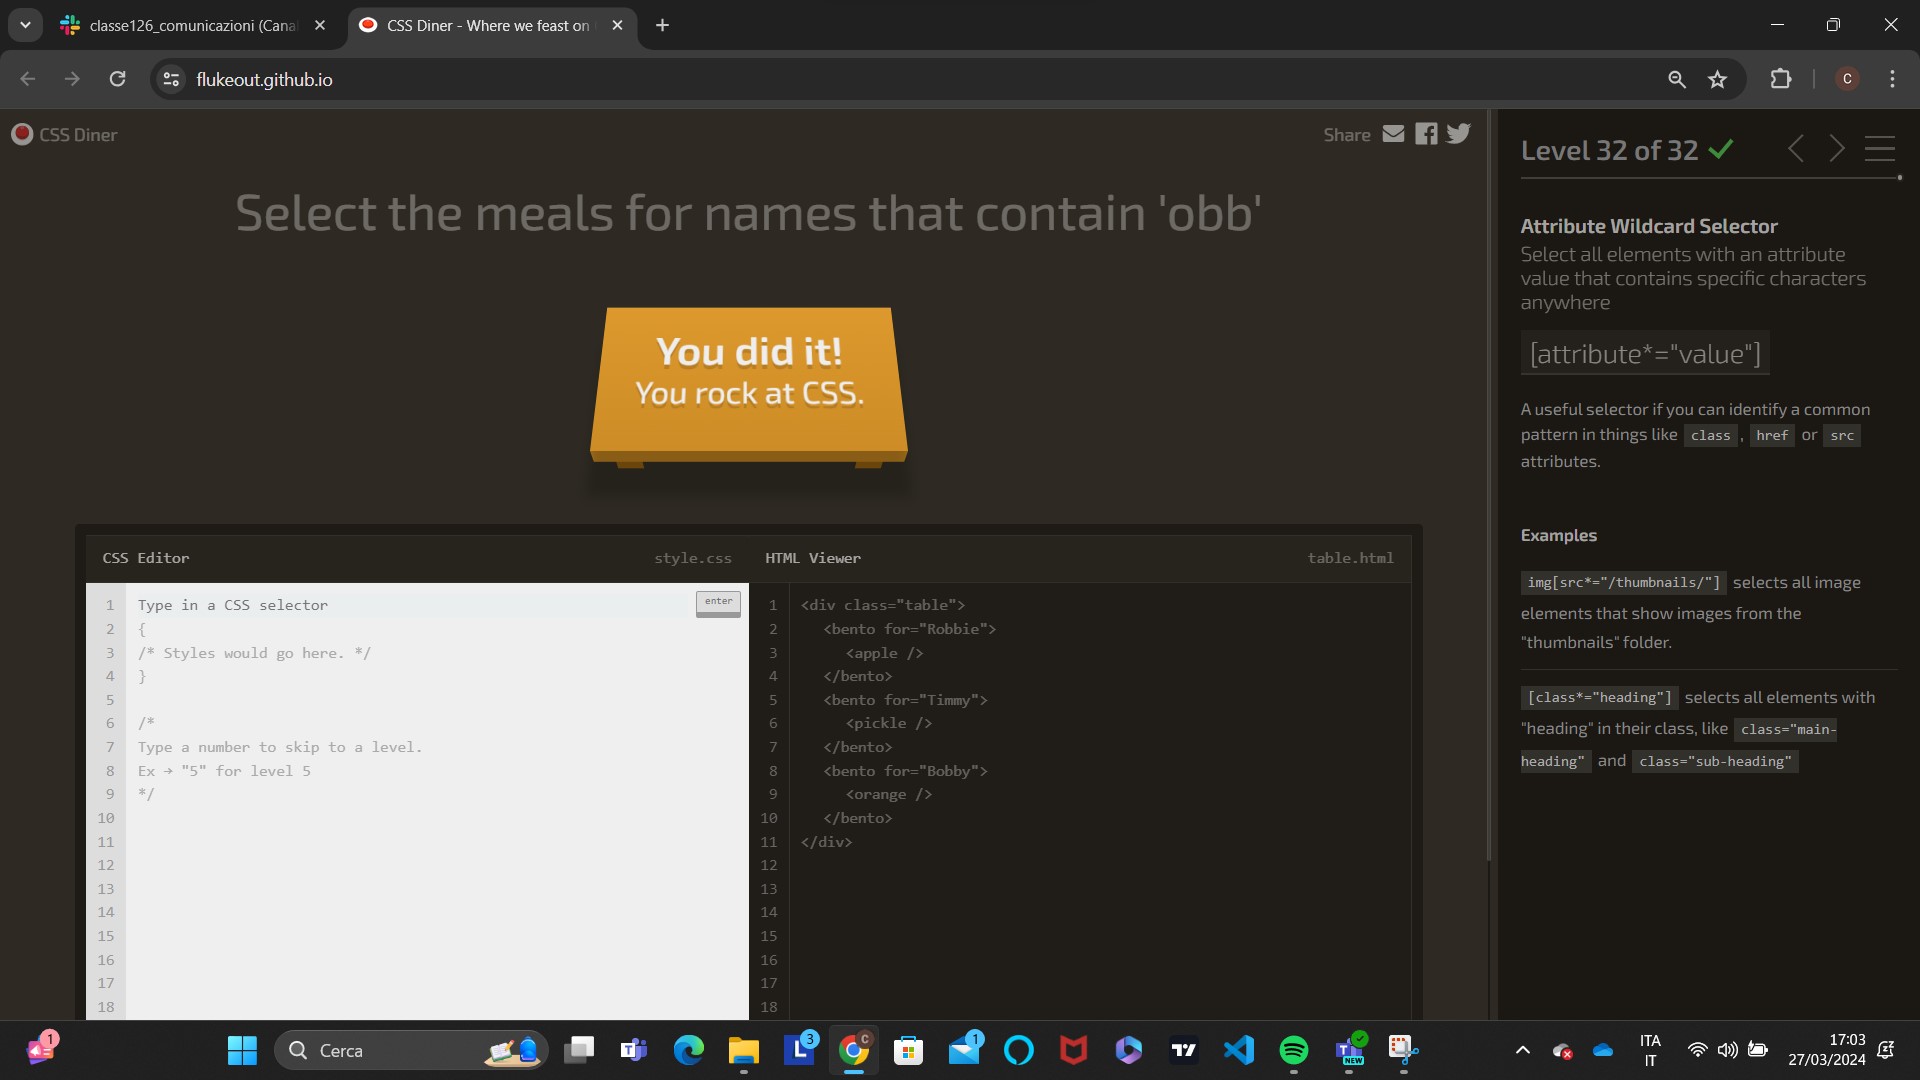 classe126_comunicazioni (Cana
CSS Diner - Where we feast on
flukeout.github.io
C
CSS Diner
Share
Select the meals for names that contain 'obb'
You did it!
You rock at CSS.
CSS Editor
style.css
1 Type in a CSS selector
enter
2 {
3 /* Styles would go here. */
4 }
5
6 /*
7 Type a number to skip to a level.
8 Ex → "5" for level 5
9 */
10
11
12
13
14
15
16
17
18
HTML Viewer
table.html
1 <div class="table">
2 <bento for="Robbie">
3 <apple />
4 </bento>
5 <bento for="Timmy">
6 <pickle />
7 </bento>
8 <bento for="Bobby">
9 <orange />
10 </bento>
11 </div>
12
13
14
15
16
17
18
Level 32 of 32
Attribute Wildcard Selector
Select all elements with an attribute
value that contains specific characters
anywhere
[attribute*="value"]
A useful selector if you can identify a common
pattern in things like class , href or src
attributes.
Examples
img[src*="/thumbnails/"] selects all image
elements that show images from the
"thumbnails" folder.
[class*="heading"] selects all elements with
"heading" in their class, like class="main-
heading" and class="sub-heading"
1
Cerca
L
3
C
1
NEW
ITA
IT
17:03
27/03/2024